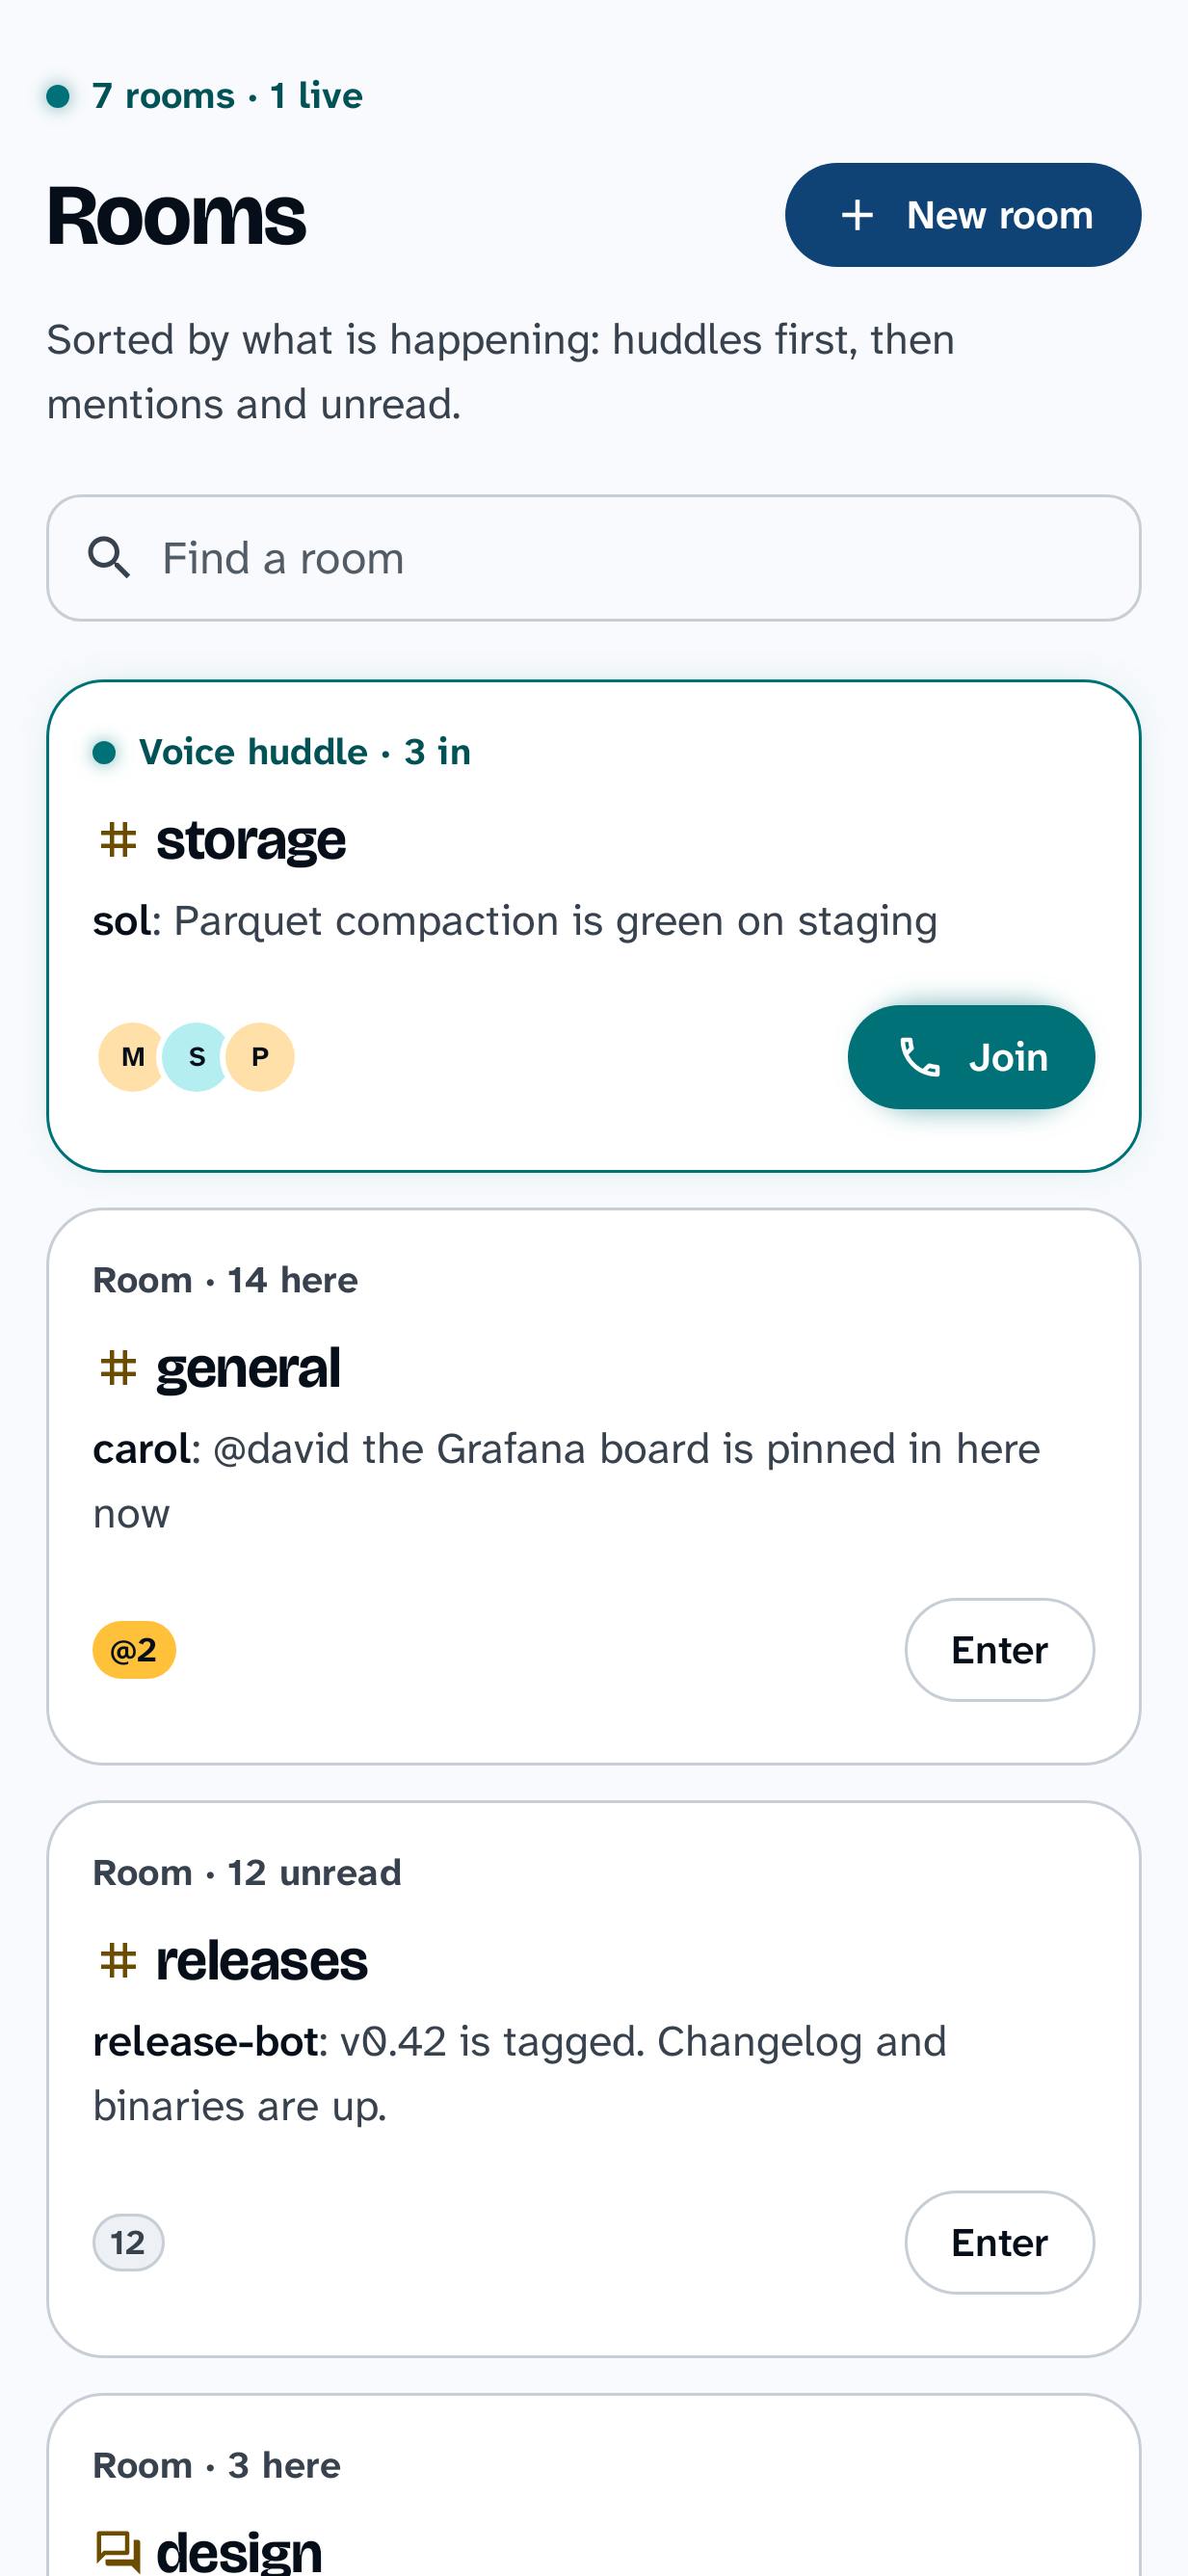 7 rooms · 1 live
Rooms
New room
Sorted by what is happening: huddles first, then
mentions and unread.
Find a room
Voice huddle · 3 in
# storage
sol: Parquet compaction is green on staging
M S P
Join
Room · 14 here
# general
carol: @david the Grafana board is pinned in here
now
@2
Enter
Room · 12 unread
# releases
release-bot: v0.42 is tagged. Changelog and
binaries are up.
12
Enter
Room · 3 here
design